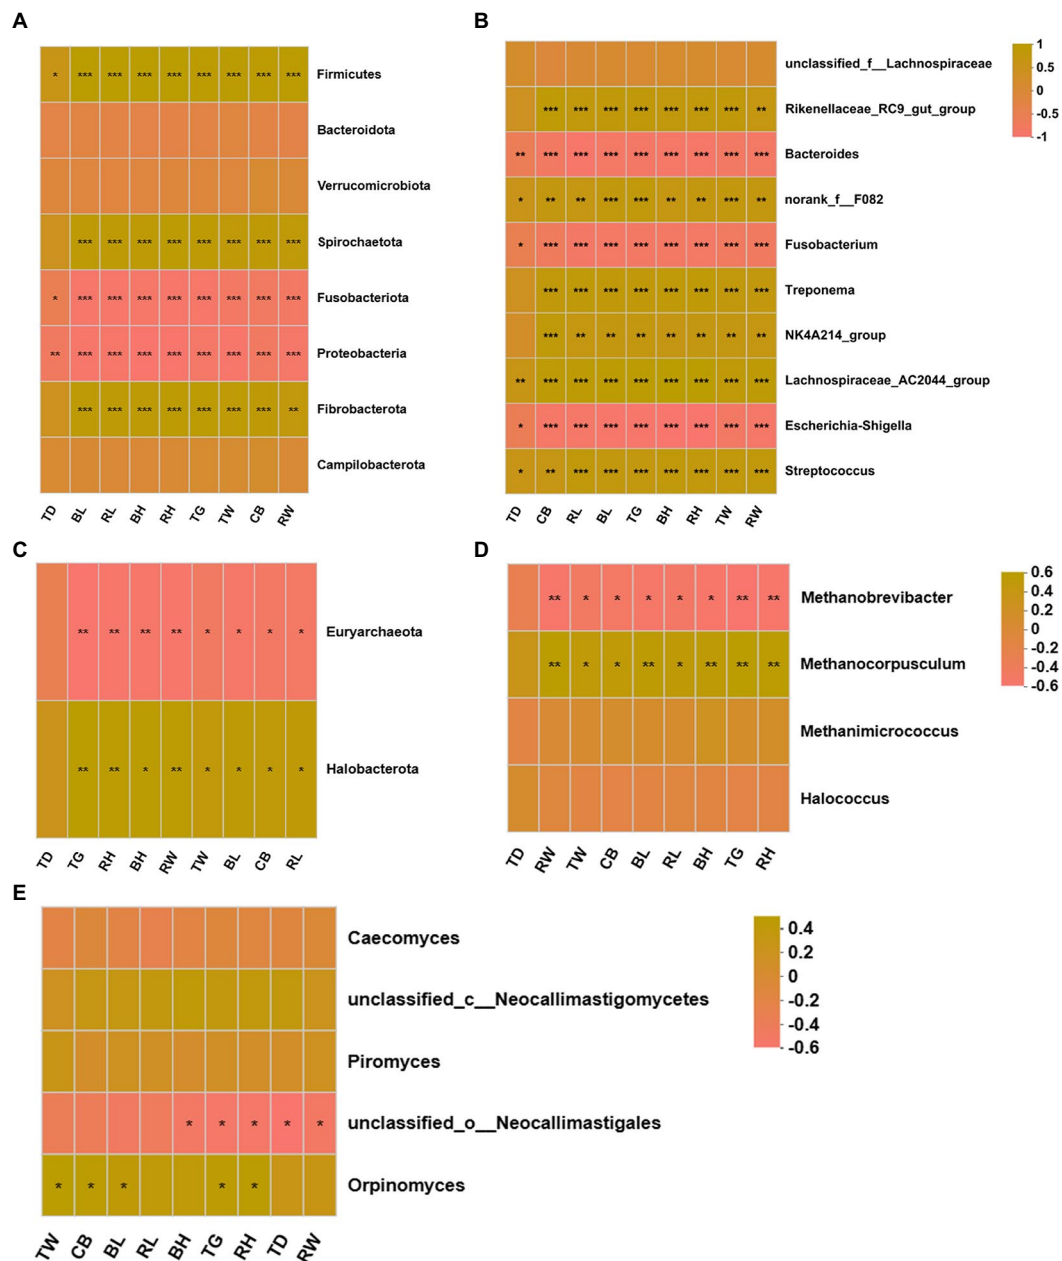 A
* *** *** *** *** *** *** *** *** Firmicutes
Bacteroidota
Verrucomicrobiota
*** *** *** *** *** *** *** *** Spirochaetota
* *** *** *** *** *** *** *** *** Fusobacteriota
** *** *** *** *** *** *** *** *** Proteobacteria
*** *** *** *** *** *** *** ** Fibrobacterota
Campilobacterota
TD BL RL BH RH TG TW CB RW
B
unclassified_f__Lachnospiraceae
*** *** *** *** *** *** *** ** Rikenellaceae_RC9_gut_group
** *** *** *** *** *** *** *** *** Bacteroides
* ** ** *** *** ** ** *** ** norank_f__F082
* *** *** *** *** *** *** *** *** Fusobacterium
*** *** *** *** *** *** *** *** Treponema
*** ** ** ** ** ** ** ** NK4A214_group
** *** *** *** *** *** *** *** *** Lachnospiraceae_AC2044_group
* *** *** *** *** *** *** *** *** Escherichia-Shigella
* ** *** *** *** *** *** *** *** Streptococcus
TD CB RL BL TG BH RH TW RW
1
0.5
0
-0.5
-1
C
** ** ** ** * * * * Euryarchaeota
** ** * ** * * * * Halobacterota
TD TG RH BH RW TW BL CB RL
D
** * * * * * ** ** Methanobrevibacter
** * * ** * ** ** ** Methanocorpusculum
Methanimicrococcus
Halococcus
TD RW TW CB BL RL BH TG RH
0.6
0.4
0.2
0
-0.2
-0.4
-0.6
E
Caecomyces
unclassified_c__Neocallimastigomycetes
Piromyces
* * * * * unclassified_o__Neocallimastigales
* * * * * Orpinomyces
TW CB BL RL BH TG RH TD RW
0.4
0.2
0
-0.2
-0.4
-0.6